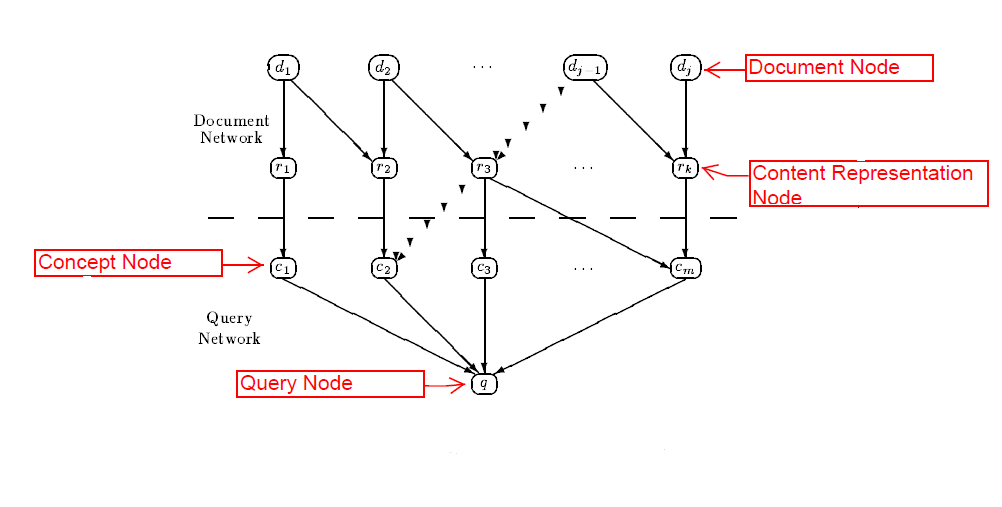 d₁ d₂ ... dⱼ₋₁ dⱼ
Document Node
Document
Network
r₁ r₂ r₃ ... rₖ
Content Representation
Node
Concept Node
c₁ c₂ c₃ ... cₘ
Query
Network
Query Node
q